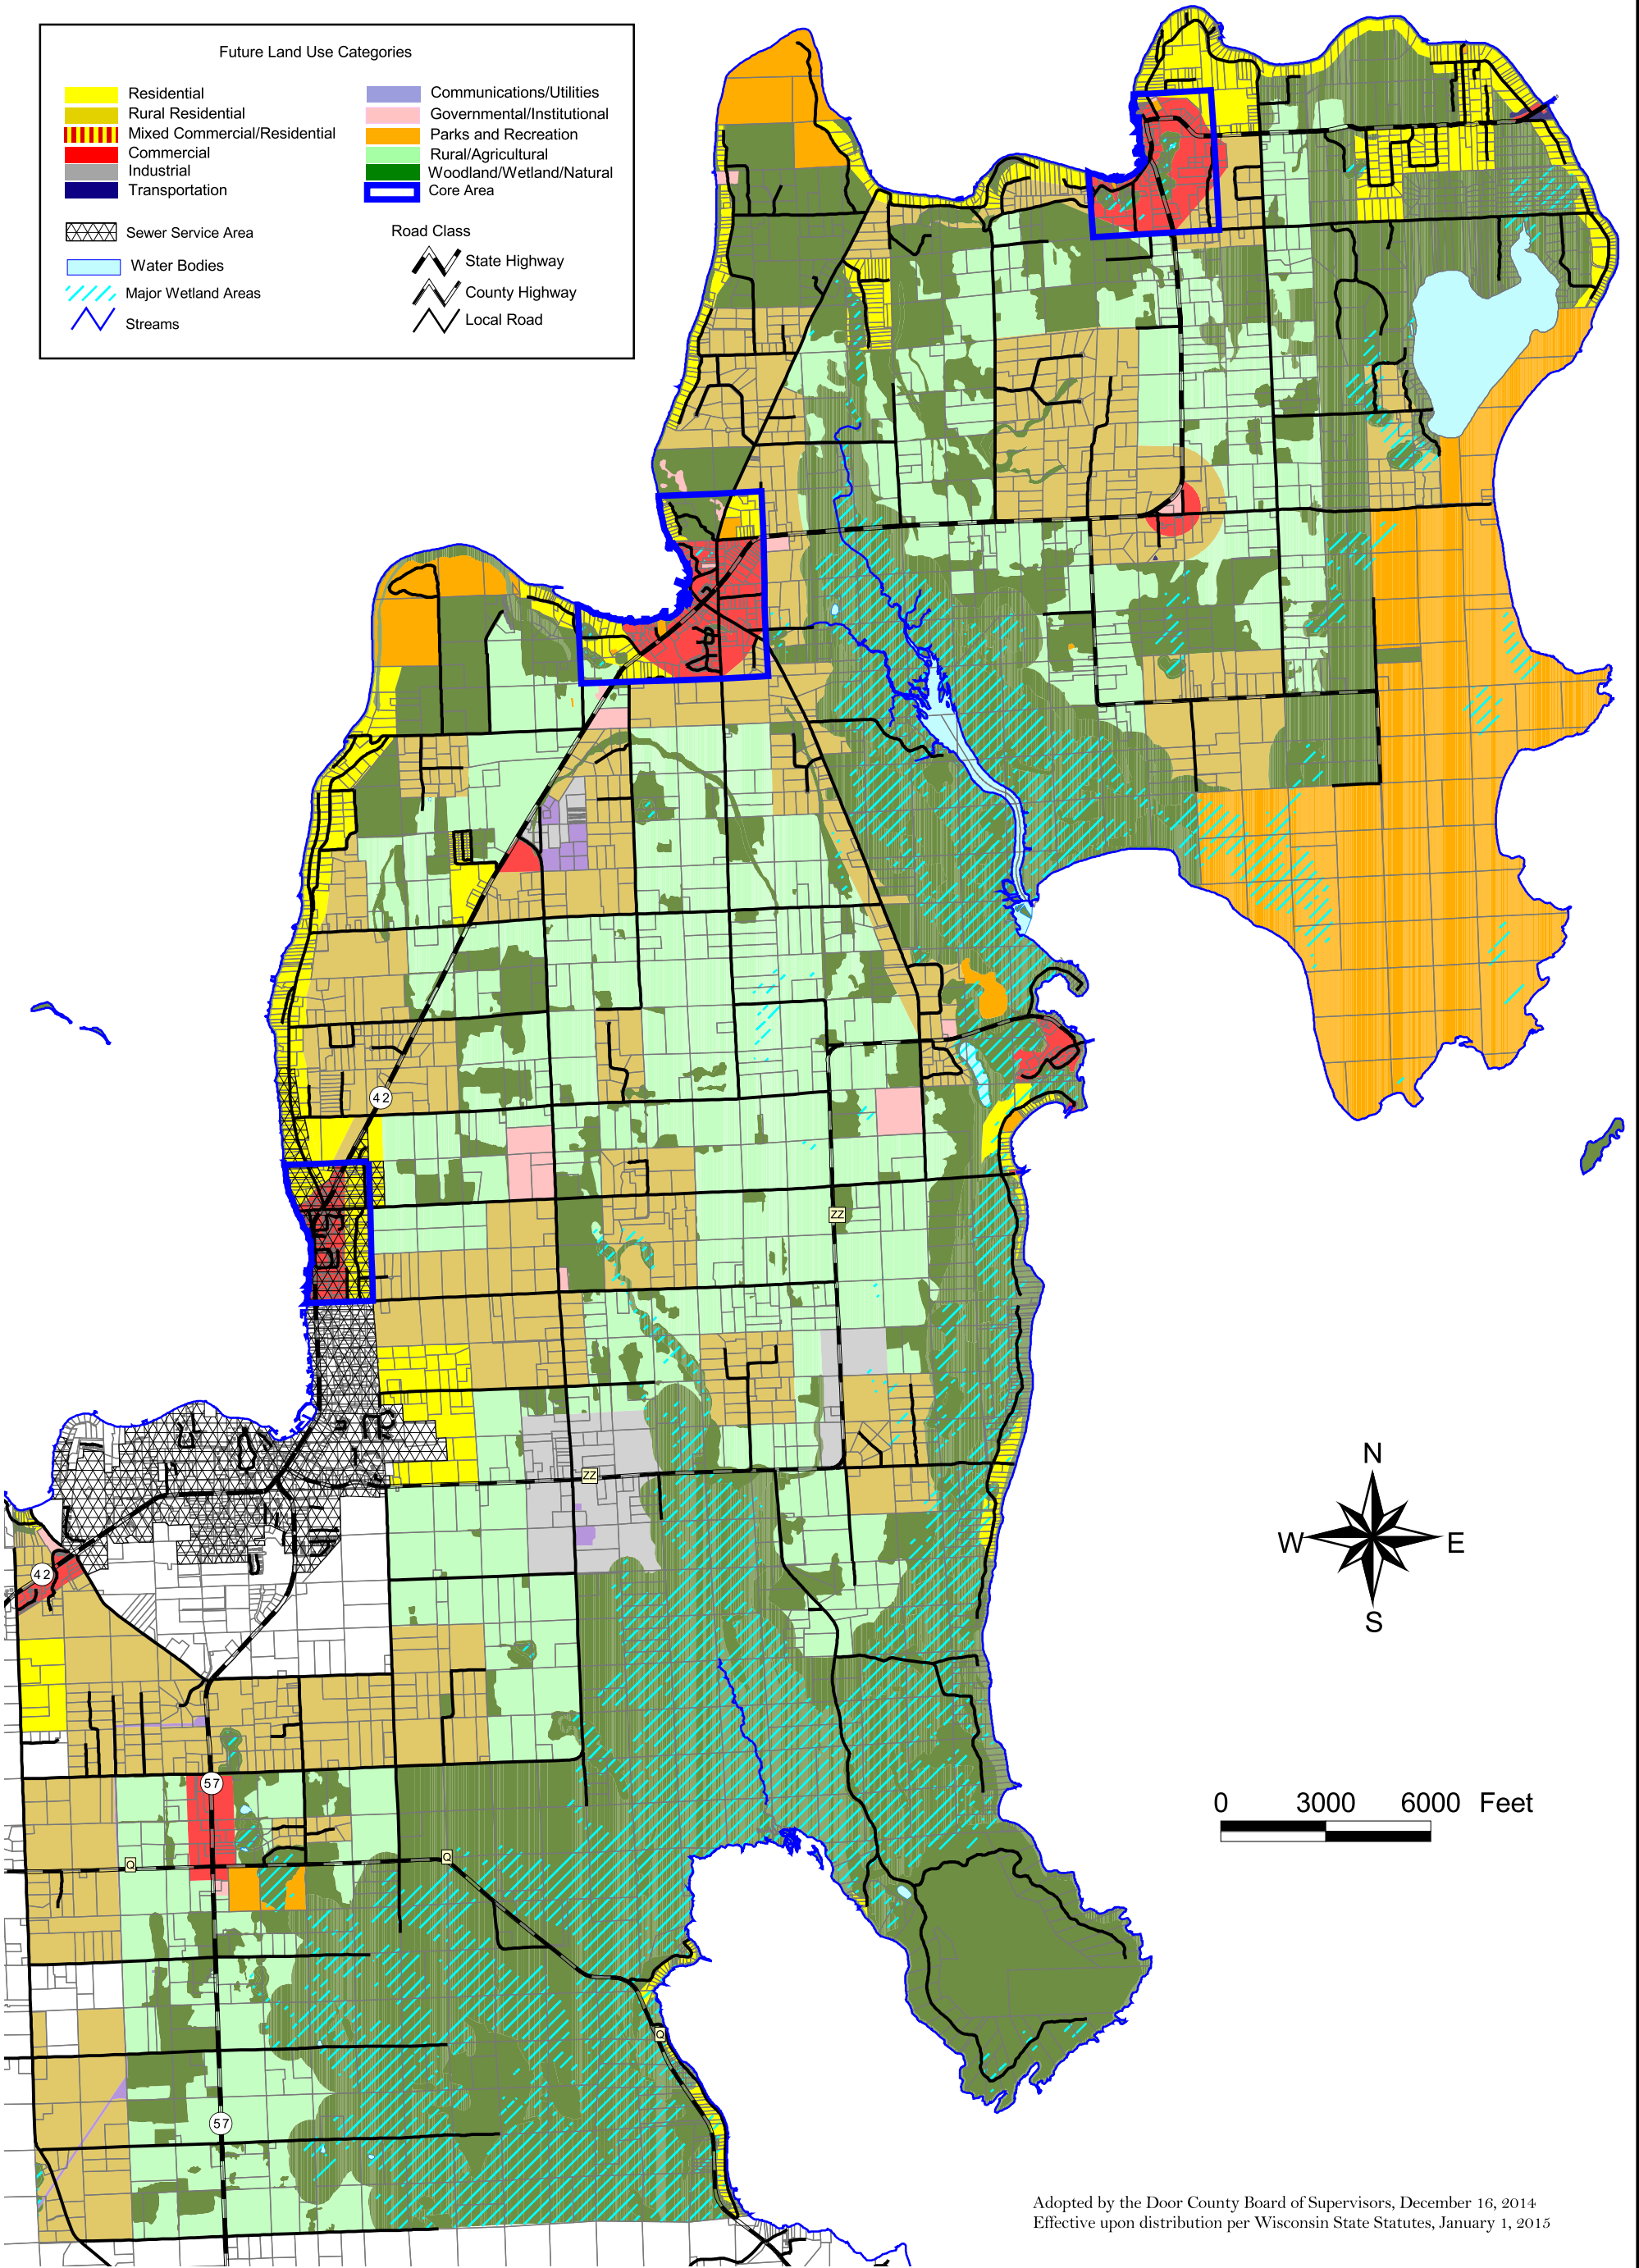 Future Land Use Categories
Residential
Rural Residential
Mixed Commercial/Residential
Commercial
Industrial
Transportation
Communications/Utilities
Governmental/Institutional
Parks and Recreation
Rural/Agricultural
Woodland/Wetland/Natural
Core Area
Sewer Service Area
Water Bodies
Major Wetland Areas
Streams
Road Class
State Highway
County Highway
Local Road
42
ZZ
ZZ
42
57
Q
Q
Q
57
N
W E
S
0 3000 6000 Feet
Adopted by the Door County Board of Supervisors, December 16, 2014
Effective upon distribution per Wisconsin State Statutes, January 1, 2015